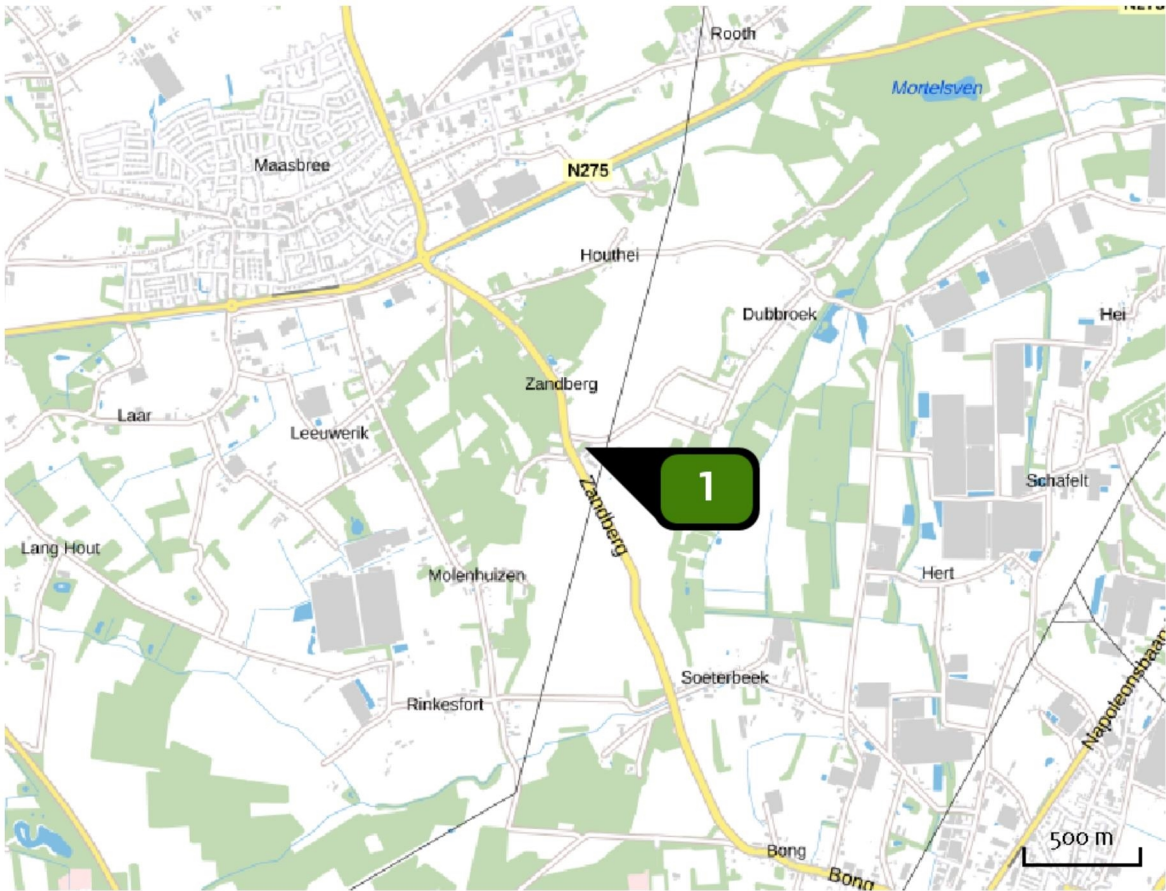 N275
Rooth
Mortelsven
Maasbree
N275
Houthei
Dubbroek
Hei
Zandberg
Laar
Leeuwerik
1
Schafelt
Zandberg
Lang Hout
Molenhuizen
Hert
Soeterbeek
Rinkesfort
Napoleonsbaan
500 m
Bong
Bong